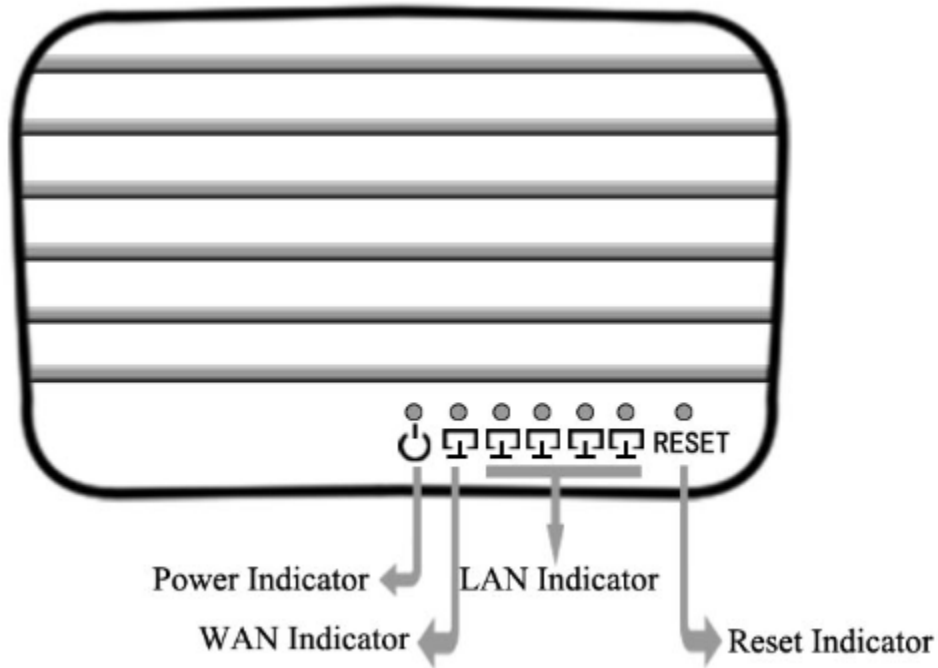 RESET
Power Indicator
LAN Indicator
WAN Indicator
Reset Indicator